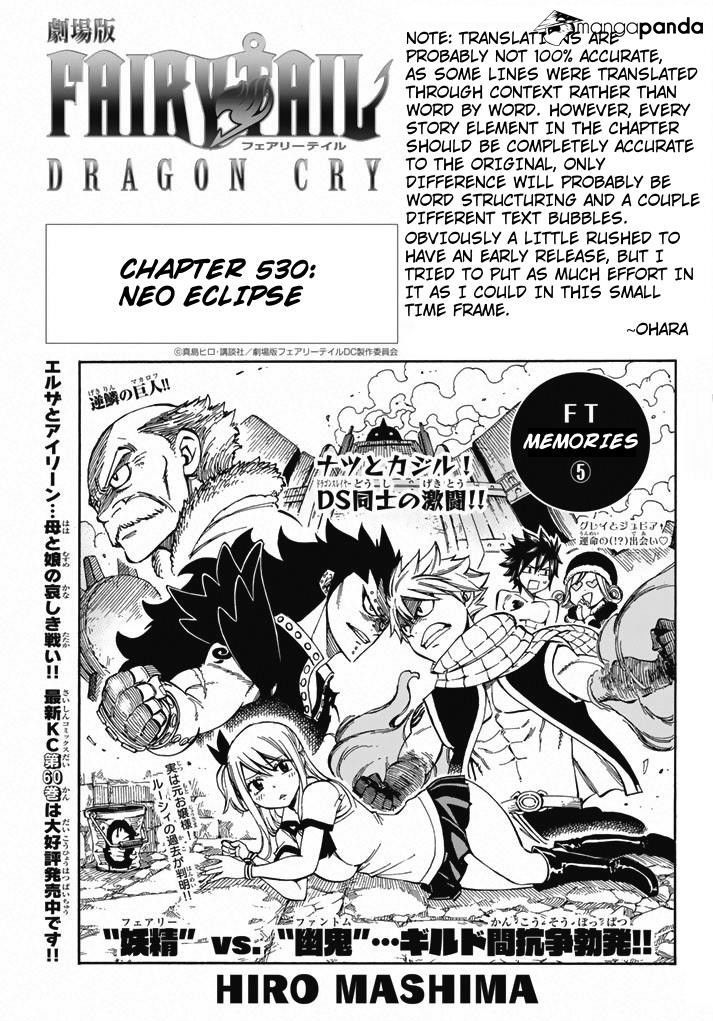 劇場版
FAIRY TAIL
フェアリーテイル
DRAGON CRY
mangapanda
NOTE: TRANSLATIONS ARE
PROBABLY NOT 100% ACCURATE,
AS SOME LINES WERE TRANSLATED
THROUGH CONTEXT RATHER THAN
WORD BY WORD. HOWEVER, EVERY
STORY ELEMENT IN THE CHAPTER
SHOULD BE COMPLETELY ACCURATE
TO THE ORIGINAL, ONLY
DIFFERENCE WILL PROBABLY BE
WORD STRUCTURING AND A COUPLE
DIFFERENT TEXT BUBBLES.
OBVIOUSLY A LITTLE RUSHED TO
HAVE AN EARLY RELEASE, BUT I
TRIED TO PUT AS MUCH EFFORT IN
IT AS I COULD IN THIS SMALL
TIME FRAME.
~OHARA
CHAPTER 530:
NEO ECLIPSE
©真島ヒロ・講談社/劇場版フェアリーテイルDC製作委員会
エルザとアイリーン…母と娘の哀しき戦い!! 最新KC第60巻は大好評発売中です!!
逆鱗の巨人!!
FT
MEMORIES
⑤
ナツとガジル!
DS同士の激闘!!
グレイとジュビア
運命の(!?)出会い♡
実は元お嬢様!
ルーシィの過去が判明!!
"妖精" vs. "幽鬼"…ギルド間抗争勃発!!
HIRO MASHIMA